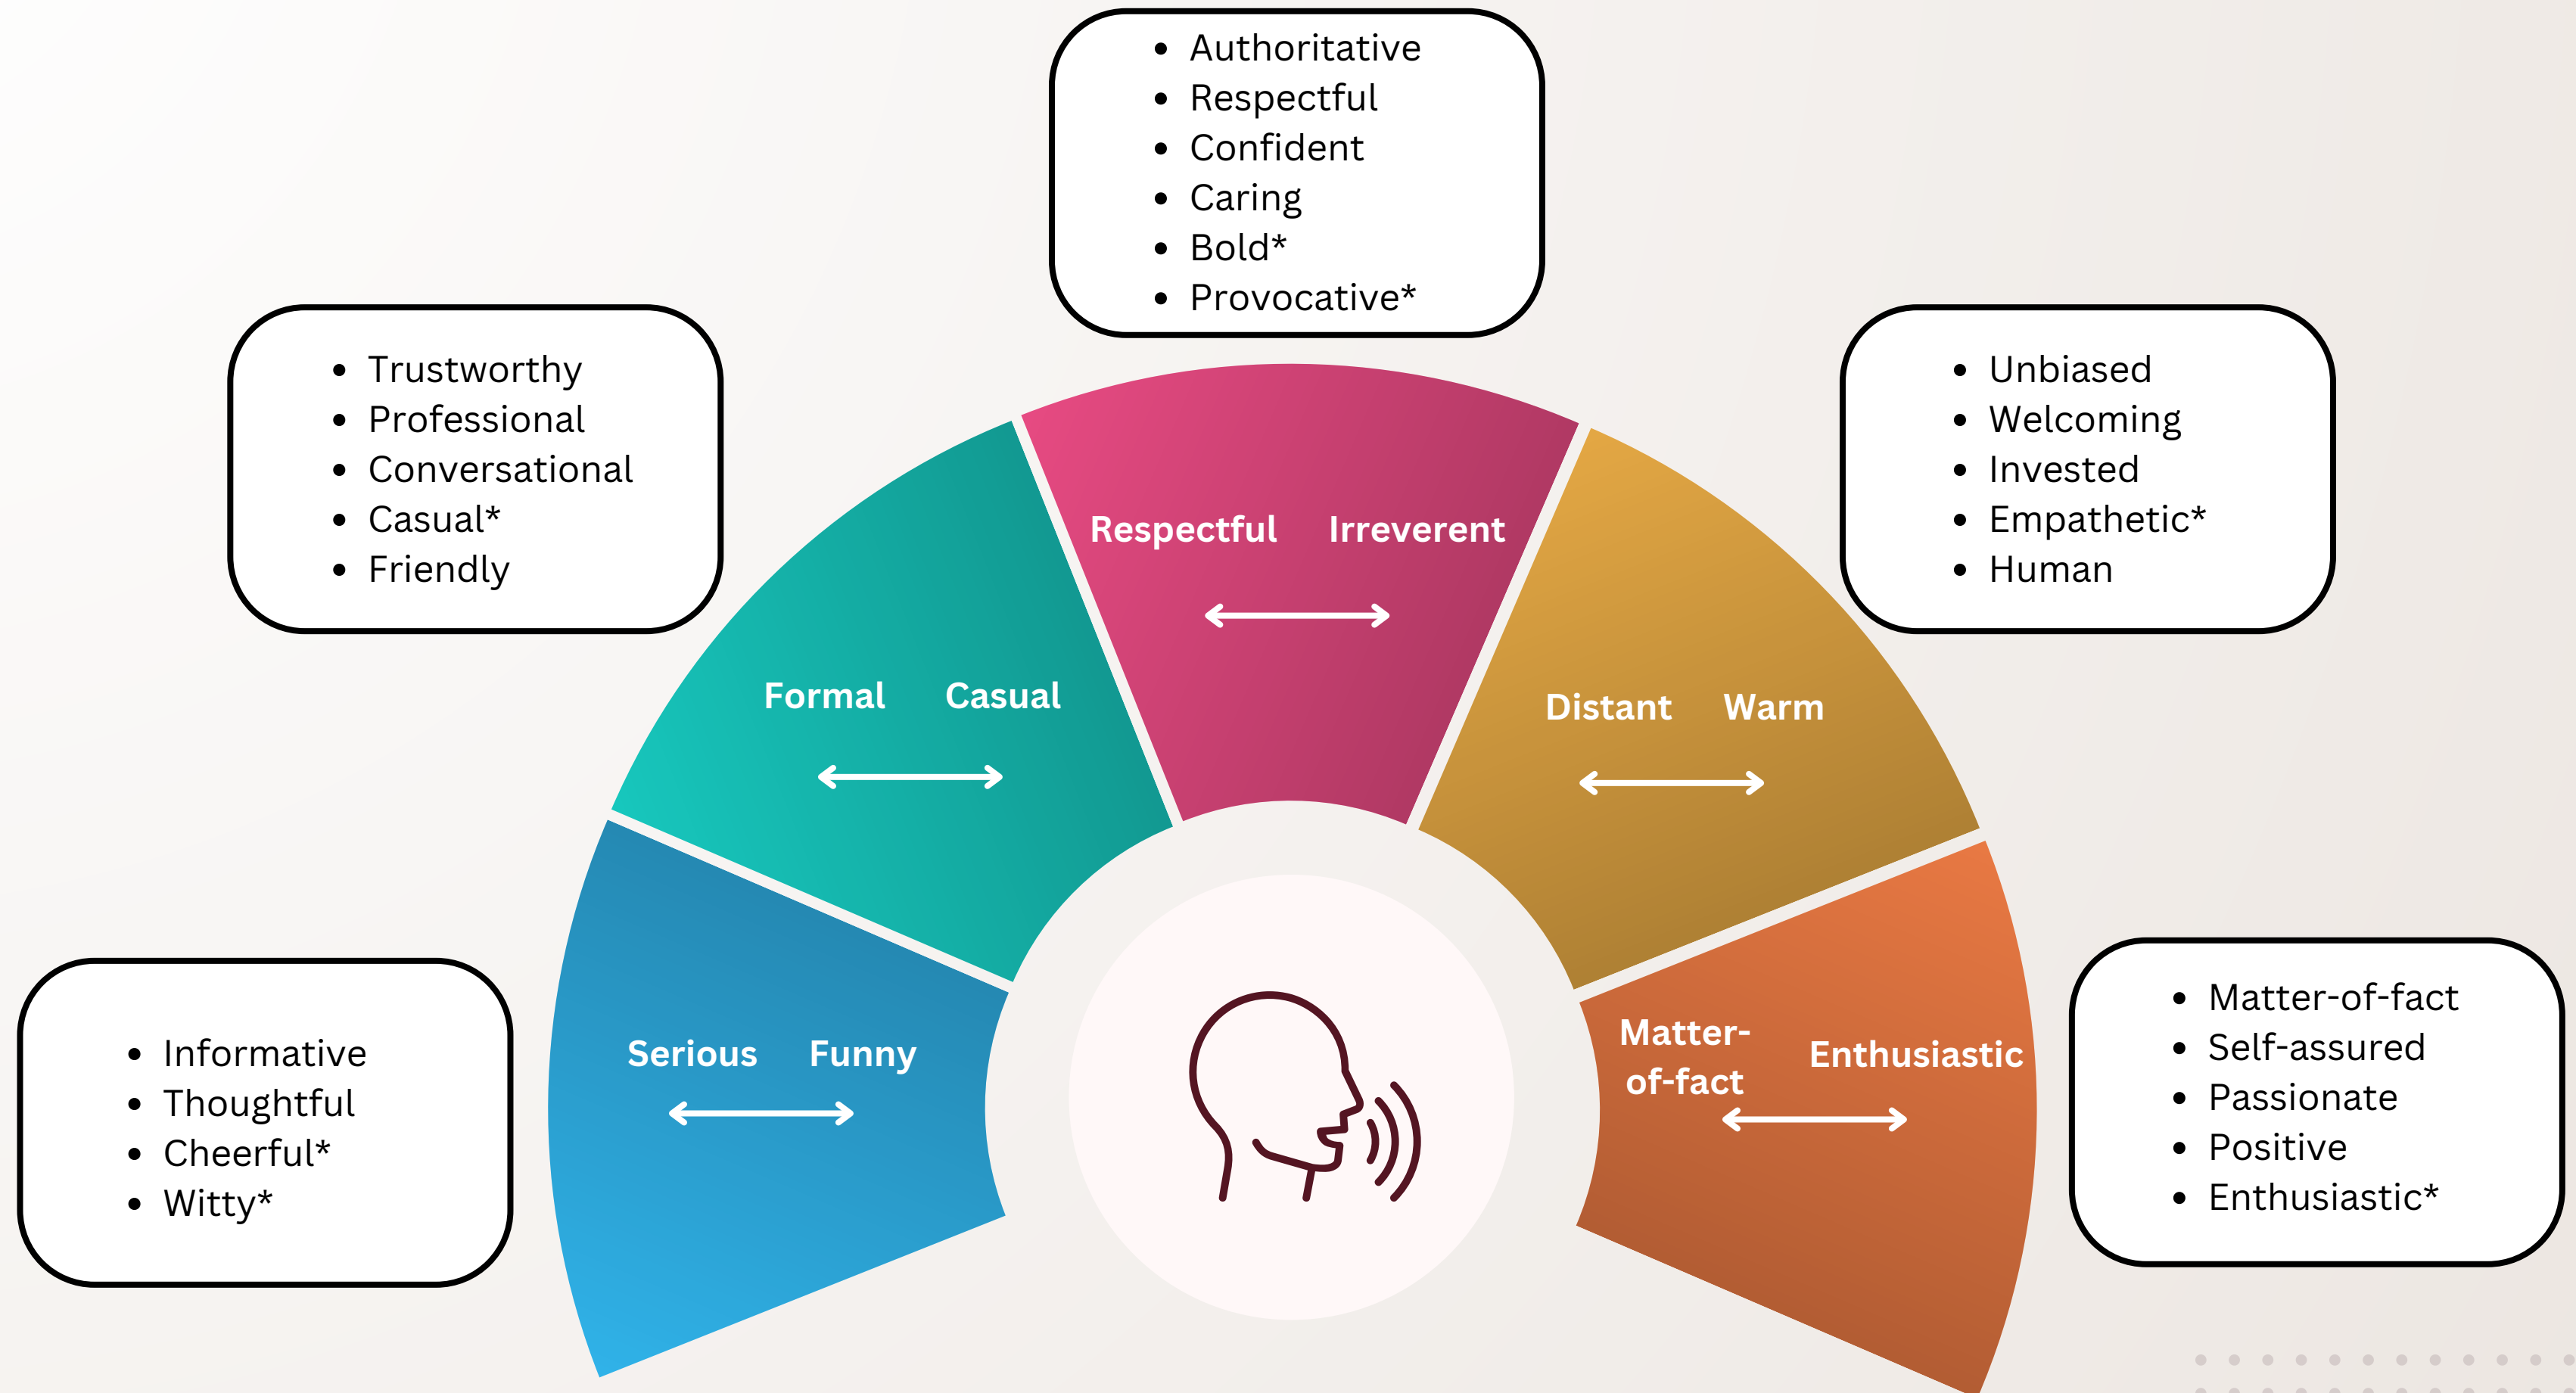 • Authoritative
• Respectful
• Confident
• Caring
• Bold*
• Provocative*
• Trustworthy
• Professional
• Conversational
• Casual*
• Friendly
• Unbiased
• Welcoming
• Invested
• Empathetic*
• Human
Respectful Irreverent
Formal Casual
Distant Warm
• Informative
• Thoughtful
• Cheerful*
• Witty*
Serious Funny
Matter-
of-fact
Enthusiastic
• Matter-of-fact
• Self-assured
• Passionate
• Positive
• Enthusiastic*